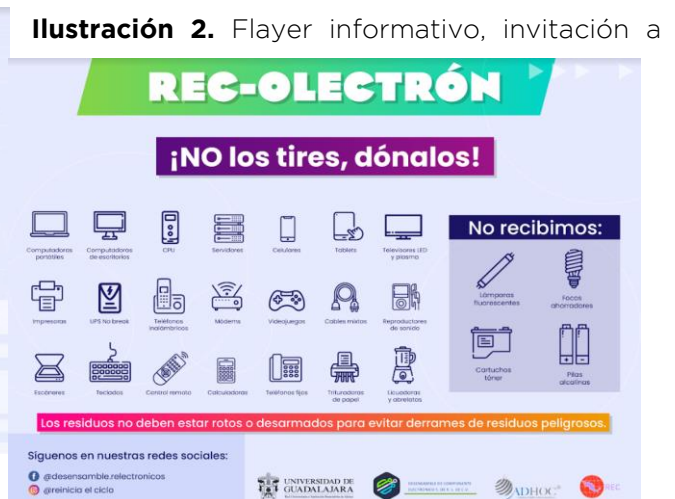 Ilustración 2. Flayer informativo, invitación a
REC-OLECTRÓN
¡NO los tires, dónalos!
Computadoras portátiles
Computadoras de escritorios
CPU
Servidores
Celulares
Tablets
Televisores LED y plasma
Impresoras
UPS No break
Teléfonos inalámbricos
Módems
Videojuegos
Cables mixtos
Reproductores de sonido
Escáneres
Teclados
Control remoto
Calculadoras
Teléfonos fijos
Trituradoras de papel
Licuadoras y abrelatas
No recibimos:
Lámparas fluorescentes
Focos ahorradores
Cartuchos tóner
Pilas alcalinas
Los residuos no deben estar rotos o desarmados para evitar derrames de residuos peligrosos.
Síguenos en nuestras redes sociales:
@desensamble.relectronicos
@reinicia el ciclo
UNIVERSIDAD DE GUADALAJARA
ADHOC
REC